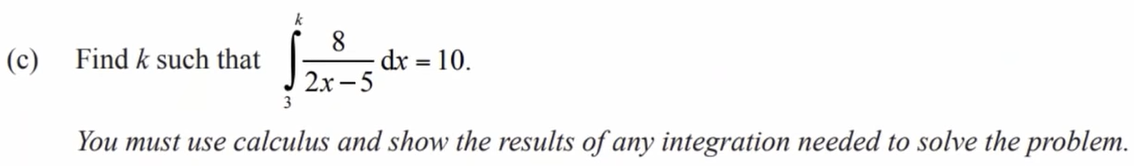 (c) Find k such that ∫₃ᵏ 8/(2x−5) dx = 10.
You must use calculus and show the results of any integration needed to solve the problem.